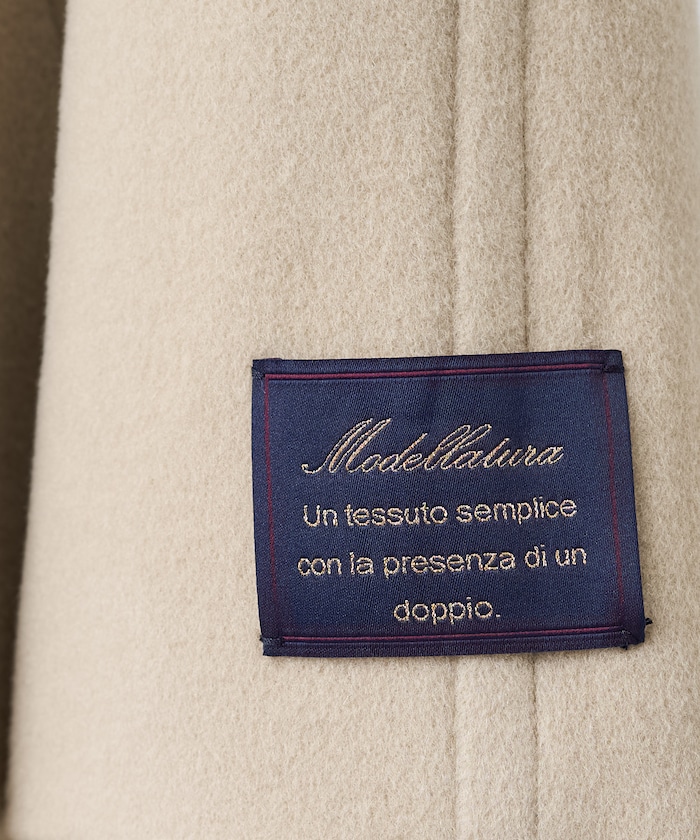 Modellatura
Un tessuto semplice
con la presenza di un
doppio.